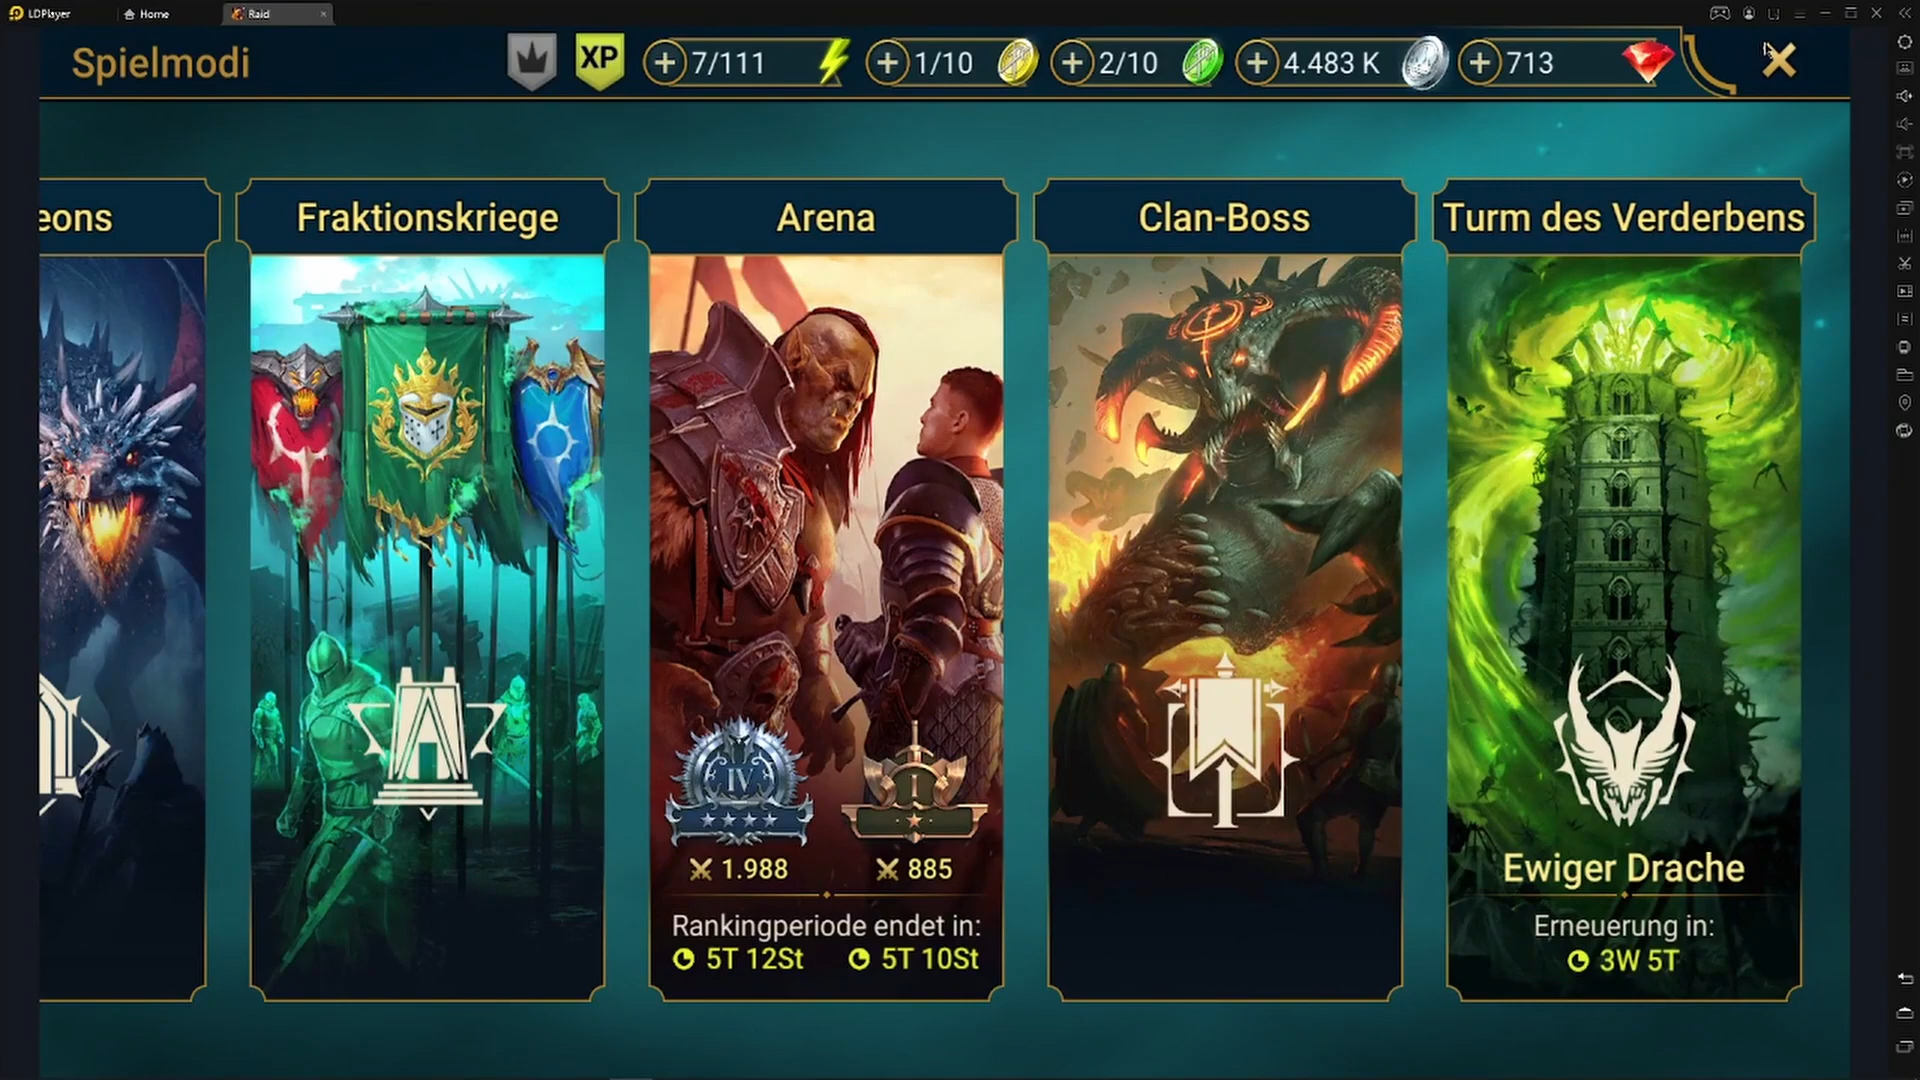 LDPlayer
Home
Raid
Spielmodi
XP
7/111
1/10
2/10
4.483 K
713
eons
Fraktionskriege
Arena
Clan-Boss
Turm des Verderbens
IV
I
1.988
885
Rankingperiode endet in:
5T 12St
5T 10St
Ewiger Drache
Erneuerung in:
3W 5T